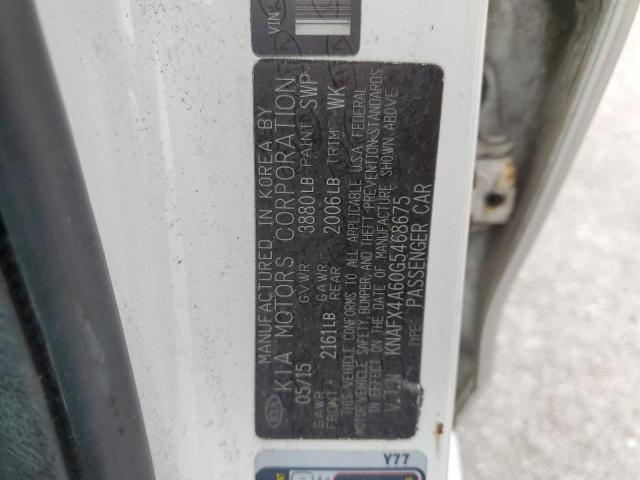 VIN
MANUFACTURED IN KOREA BY
KIA MOTORS CORPORATION
05/15 GVWR 3880LB PAINT SWP
GAWR FRONT 2161LB GAWR REAR 2006LB TRIM WK
THIS VEHICLE CONFORMS TO ALL APPLICABLE U.S.A. FEDERAL
MOTOR VEHICLE SAFETY BUMPER, AND THEFT PREVENTION STANDARDS
IN EFFECT ON THE DATE OF MANUFACTURE SHOWN ABOVE.
V.I.N KNAFX4A60G5468675
TYPE: PASSENGER CAR
KIA
Y77